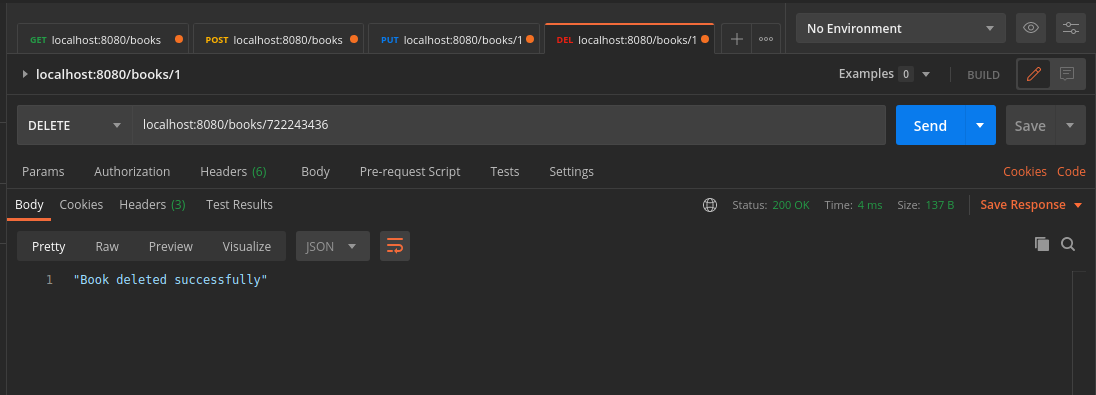 GET localhost:8080/books POST localhost:8080/books PUT localhost:8080/books/1 DEL localhost:8080/books/1 No Environment
localhost:8080/books/1 Examples 0 BUILD
DELETE localhost:8080/books/722243436 Send Save
Params Authorization Headers (6) Body Pre-request Script Tests Settings Cookies Code
Body Cookies Headers (3) Test Results Status: 200 OK Time: 4 ms Size: 137 B Save Response
Pretty Raw Preview Visualize JSON
1 "Book deleted successfully"